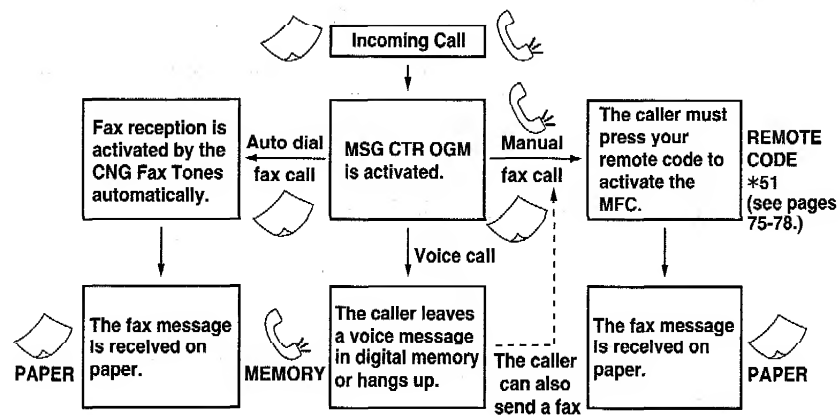 Incoming Call
Fax reception is
activated by the
CNG Fax Tones
automatically.
Auto dial
fax call
MSG CTR OGM
is activated.
Manual
fax call
The caller must
press your
remote code to
activate the
MFC.
REMOTE
CODE
*51
(see pages
75-78.)
Voice call
PAPER
The fax message
is received on
paper.
MEMORY
The caller leaves
a voice message
in digital memory
or hangs up.
The caller
can also
send a fax
The fax message
is received on
paper.
PAPER